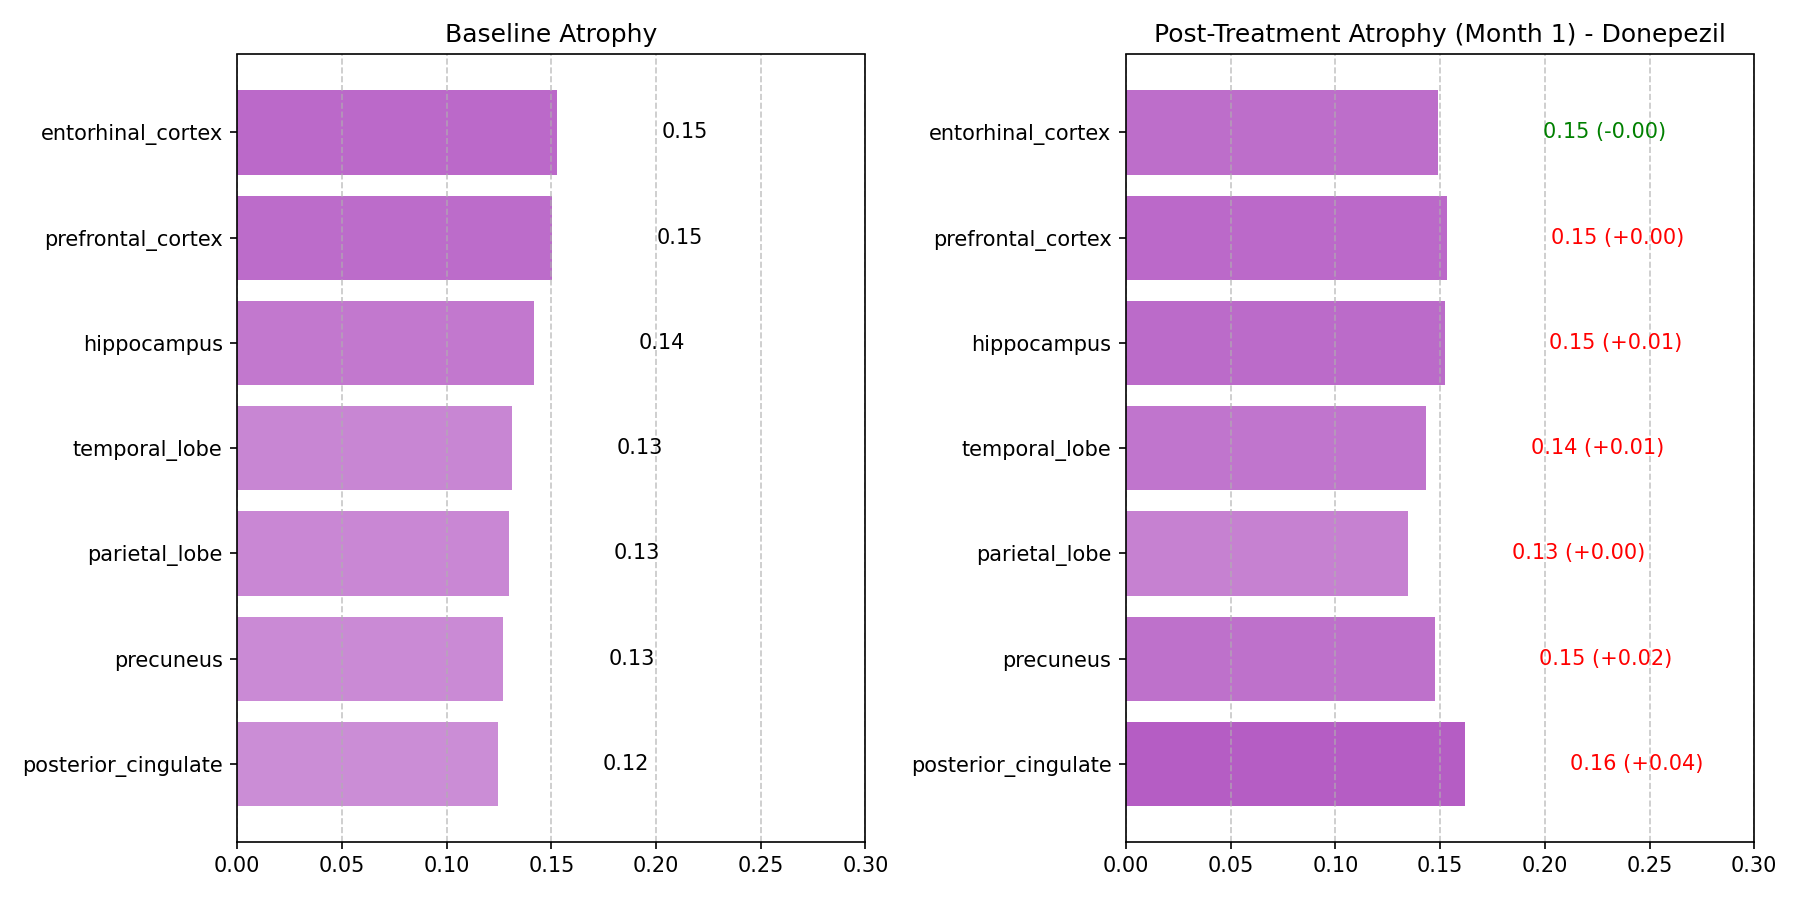 Baseline Atrophy
entorhinal_cortex 0.15
prefrontal_cortex 0.15
hippocampus 0.14
temporal_lobe 0.13
parietal_lobe 0.13
precuneus 0.13
posterior_cingulate 0.12
0.00 0.05 0.10 0.15 0.20 0.25 0.30
Post-Treatment Atrophy (Month 1) - Donepezil
entorhinal_cortex 0.15 (-0.00)
prefrontal_cortex 0.15 (+0.00)
hippocampus 0.15 (+0.01)
temporal_lobe 0.14 (+0.01)
parietal_lobe 0.13 (+0.00)
precuneus 0.15 (+0.02)
posterior_cingulate 0.16 (+0.04)
0.00 0.05 0.10 0.15 0.20 0.25 0.30